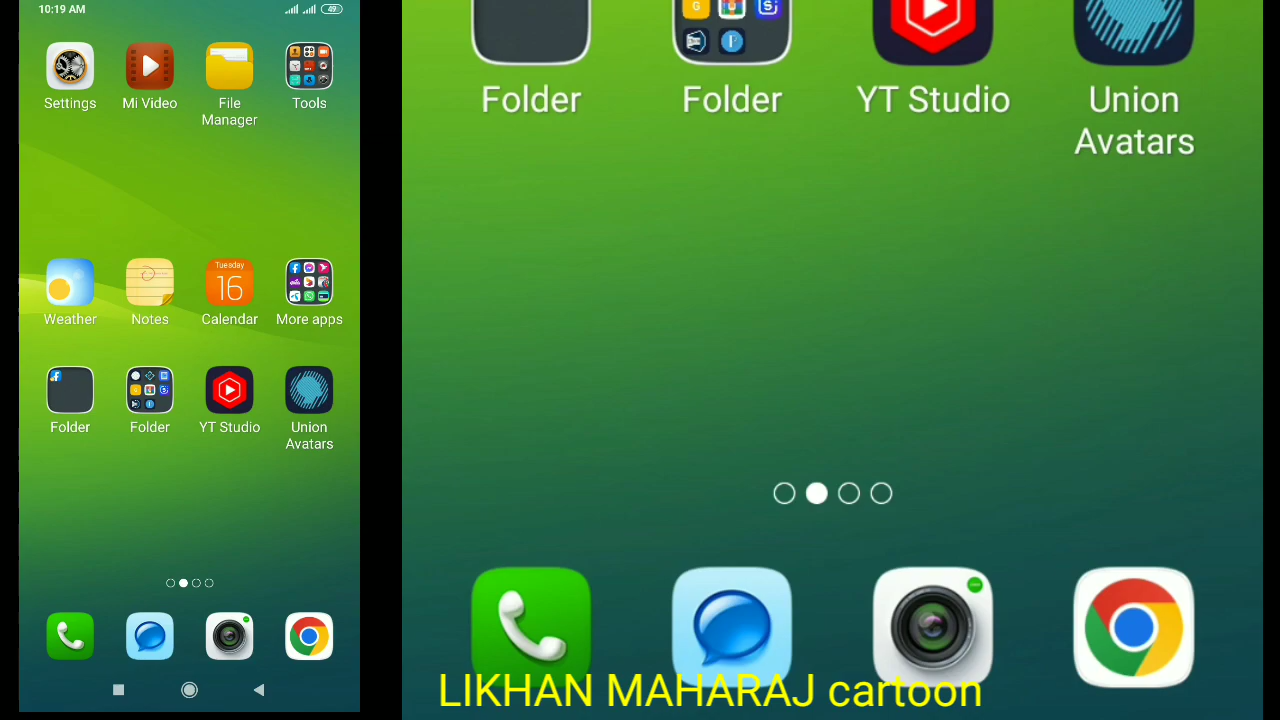 10:19 AM
49
Settings
Mi Video
File
Manager
Tools
Tuesday
16
Weather
Notes
Calendar
More apps
Folder
Folder
YT Studio
Union
Avatars
Folder
Folder
YT Studio
Union
Avatars
LIKHAN MAHARAJ cartoon